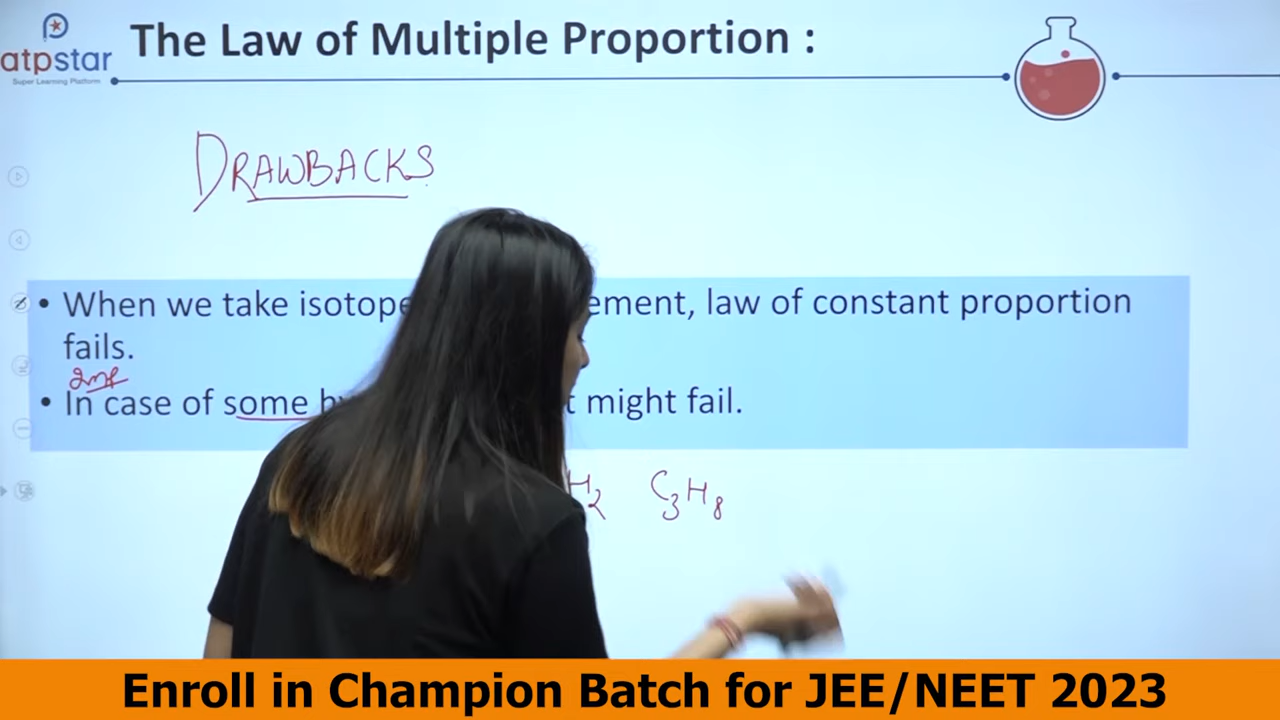 atpstar
Super Learning Platform
The Law of Multiple Proportion :
DRAWBACKS
• When we take isotope ement, law of constant proportion
fails.
• In case of some t might fail.
H2 C3H8
Enroll in Champion Batch for JEE/NEET 2023